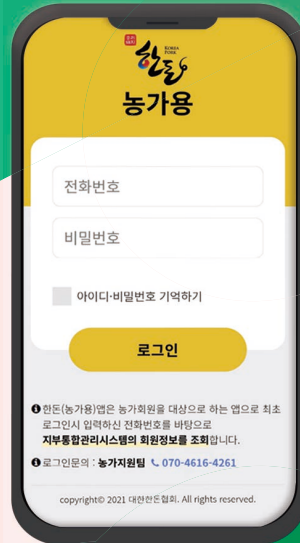 한돈
KOREA
PORK
농가용
전화번호
비밀번호
아이디·비밀번호 기억하기
로그인
한돈(농가용)앱은 농가회원을 대상으로 하는 앱으로 최초
로그인시 입력하신 전화번호를 바탕으로
지부통합관리시스템의 회원정보를 조회합니다.
로그인문의 : 농가지원팀 070-4616-4261
copyright© 2021 대한한돈협회. All rights reserved.